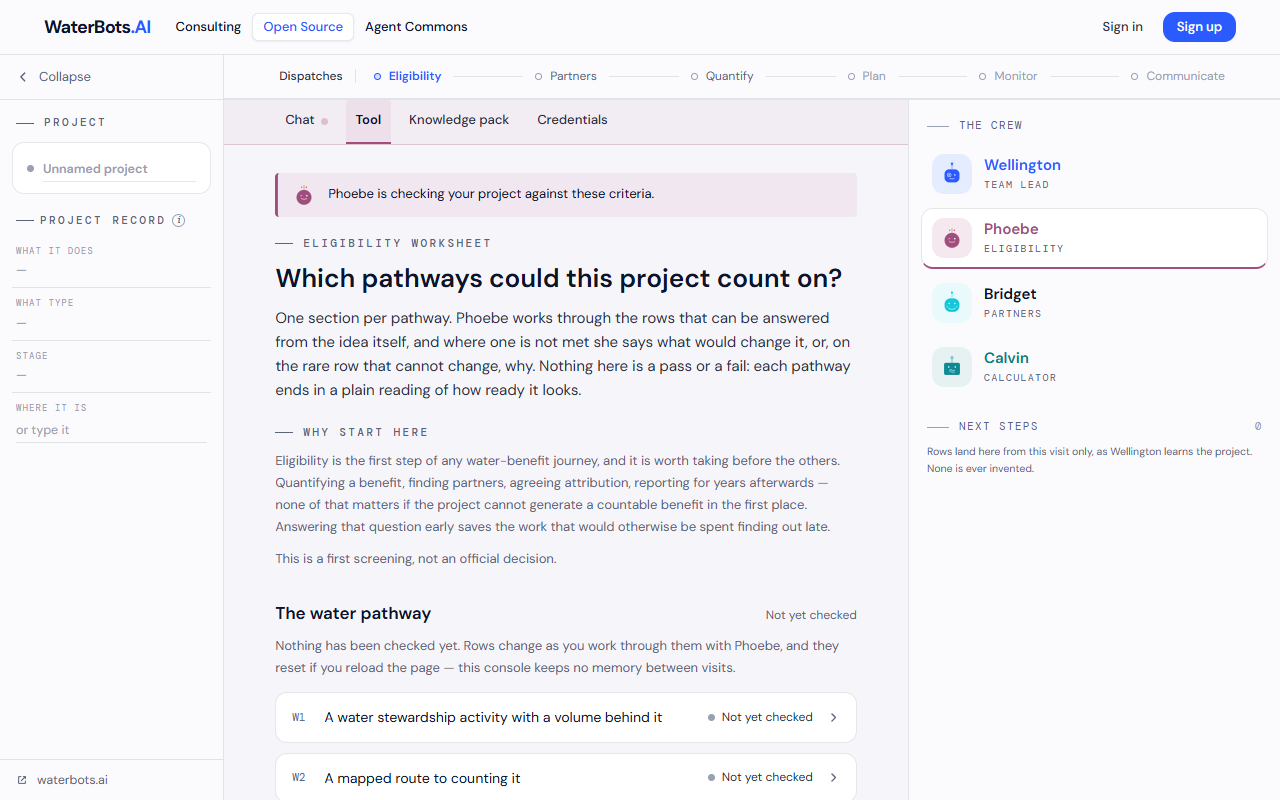 WaterBots.AI
Consulting
Open Source
Agent Commons
Sign in
Sign up
Collapse
Dispatches
Eligibility
Partners
Quantify
Plan
Monitor
Communicate
PROJECT
Unnamed project
PROJECT RECORD i
WHAT IT DOES
—
WHAT TYPE
—
STAGE
—
WHERE IT IS
or type it
waterbots.ai
Chat
Tool
Knowledge pack
Credentials
Phoebe is checking your project against these criteria.
ELIGIBILITY WORKSHEET
Which pathways could this project count on?
One section per pathway. Phoebe works through the rows that can be answered
from the idea itself, and where one is not met she says what would change it, or, on
the rare row that cannot change, why. Nothing here is a pass or a fail: each pathway
ends in a plain reading of how ready it looks.
WHY START HERE
Eligibility is the first step of any water-benefit journey, and it is worth taking before the others.
Quantifying a benefit, finding partners, agreeing attribution, reporting for years afterwards —
none of that matters if the project cannot generate a countable benefit in the first place.
Answering that question early saves the work that would otherwise be spent finding out late.
This is a first screening, not an official decision.
The water pathway
Not yet checked
Nothing has been checked yet. Rows change as you work through them with Phoebe, and they
reset if you reload the page — this console keeps no memory between visits.
W1 A water stewardship activity with a volume behind it Not yet checked
W2 A mapped route to counting it Not yet checked
THE CREW
Wellington
TEAM LEAD
Phoebe
ELIGIBILITY
Bridget
PARTNERS
Calvin
CALCULATOR
NEXT STEPS 0
Rows land here from this visit only, as Wellington learns the project.
None is ever invented.